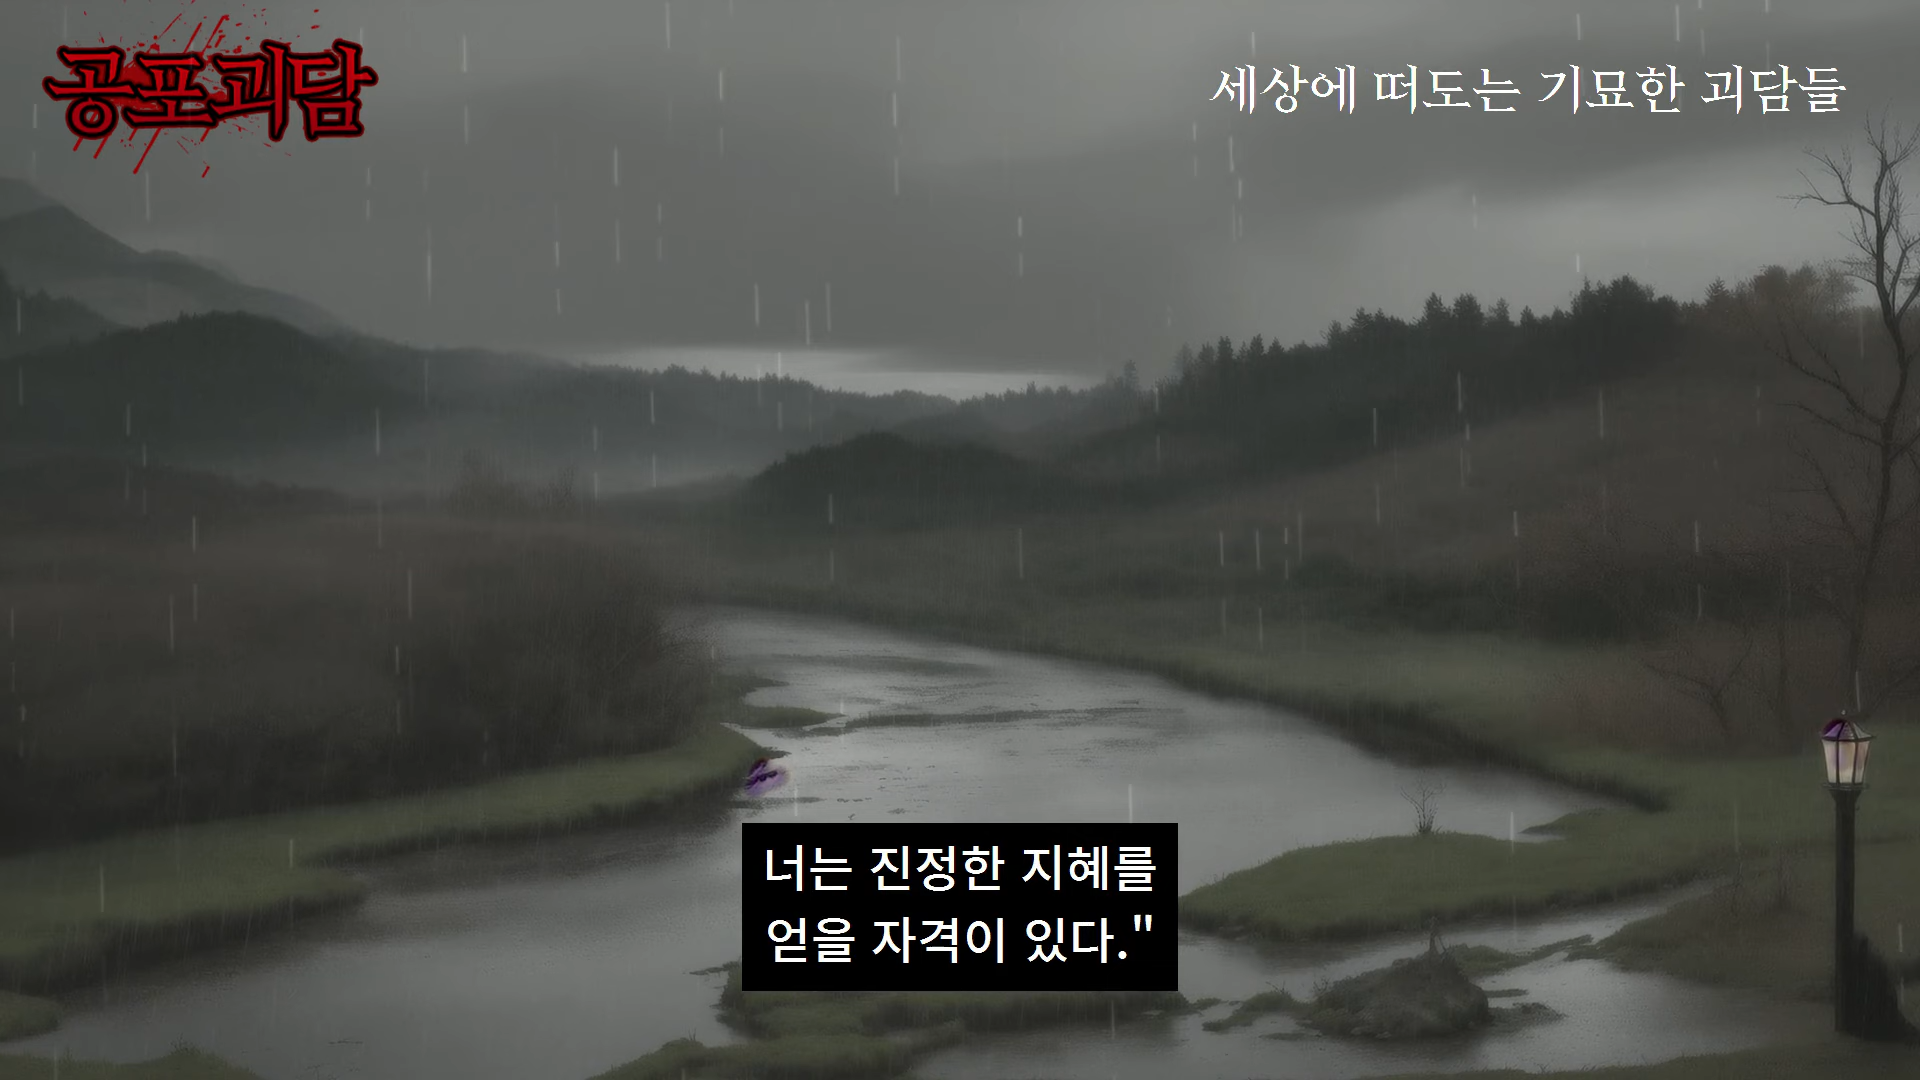 공포괴담
세상에 떠도는 기묘한 괴담들
너는 진정한 지혜를
얻을 자격이 있다."